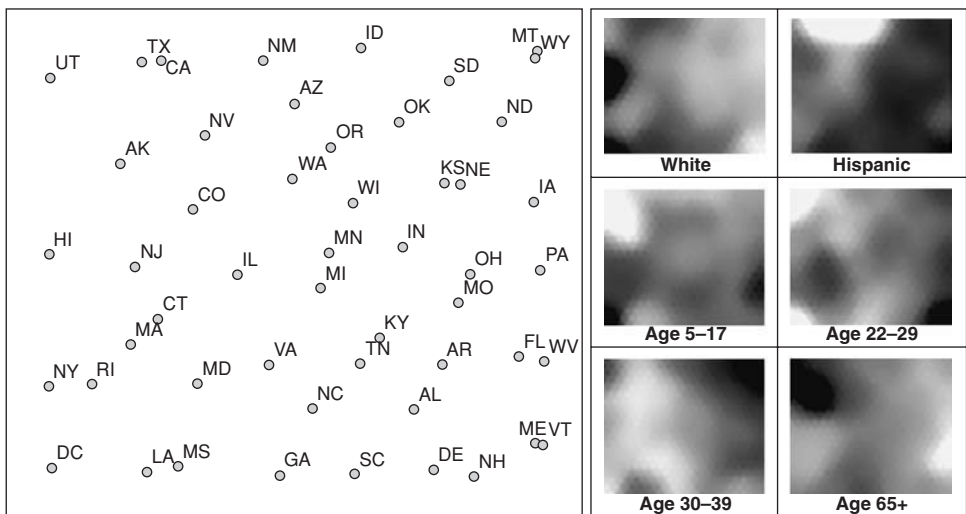 UT
TX
CA
NM
ID
MT
WY
SD
AZ
NV
OK
ND
OR
AK
WA
WI
KS
NE
IA
CO
HI
NJ
IL
MN
IN
OH
PA
MI
MO
CT
MA
KY
TN
VA
AR
FL
WV
NY
RI
MD
NC
AL
DC
LA
MS
GA
SC
DE
NH
ME
VT
White
Hispanic
Age 5–17
Age 22–29
Age 30–39
Age 65+